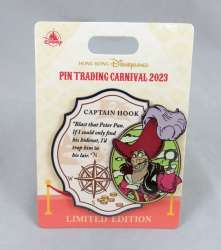 HONG KONG Disneyland
PIN TRADING CARNIVAL 2023
CAPTAIN HOOK
"Blast that Peter Pan.
If I could only find
his hideout, I'd
trap him in
his lair."
LIMITED EDITION